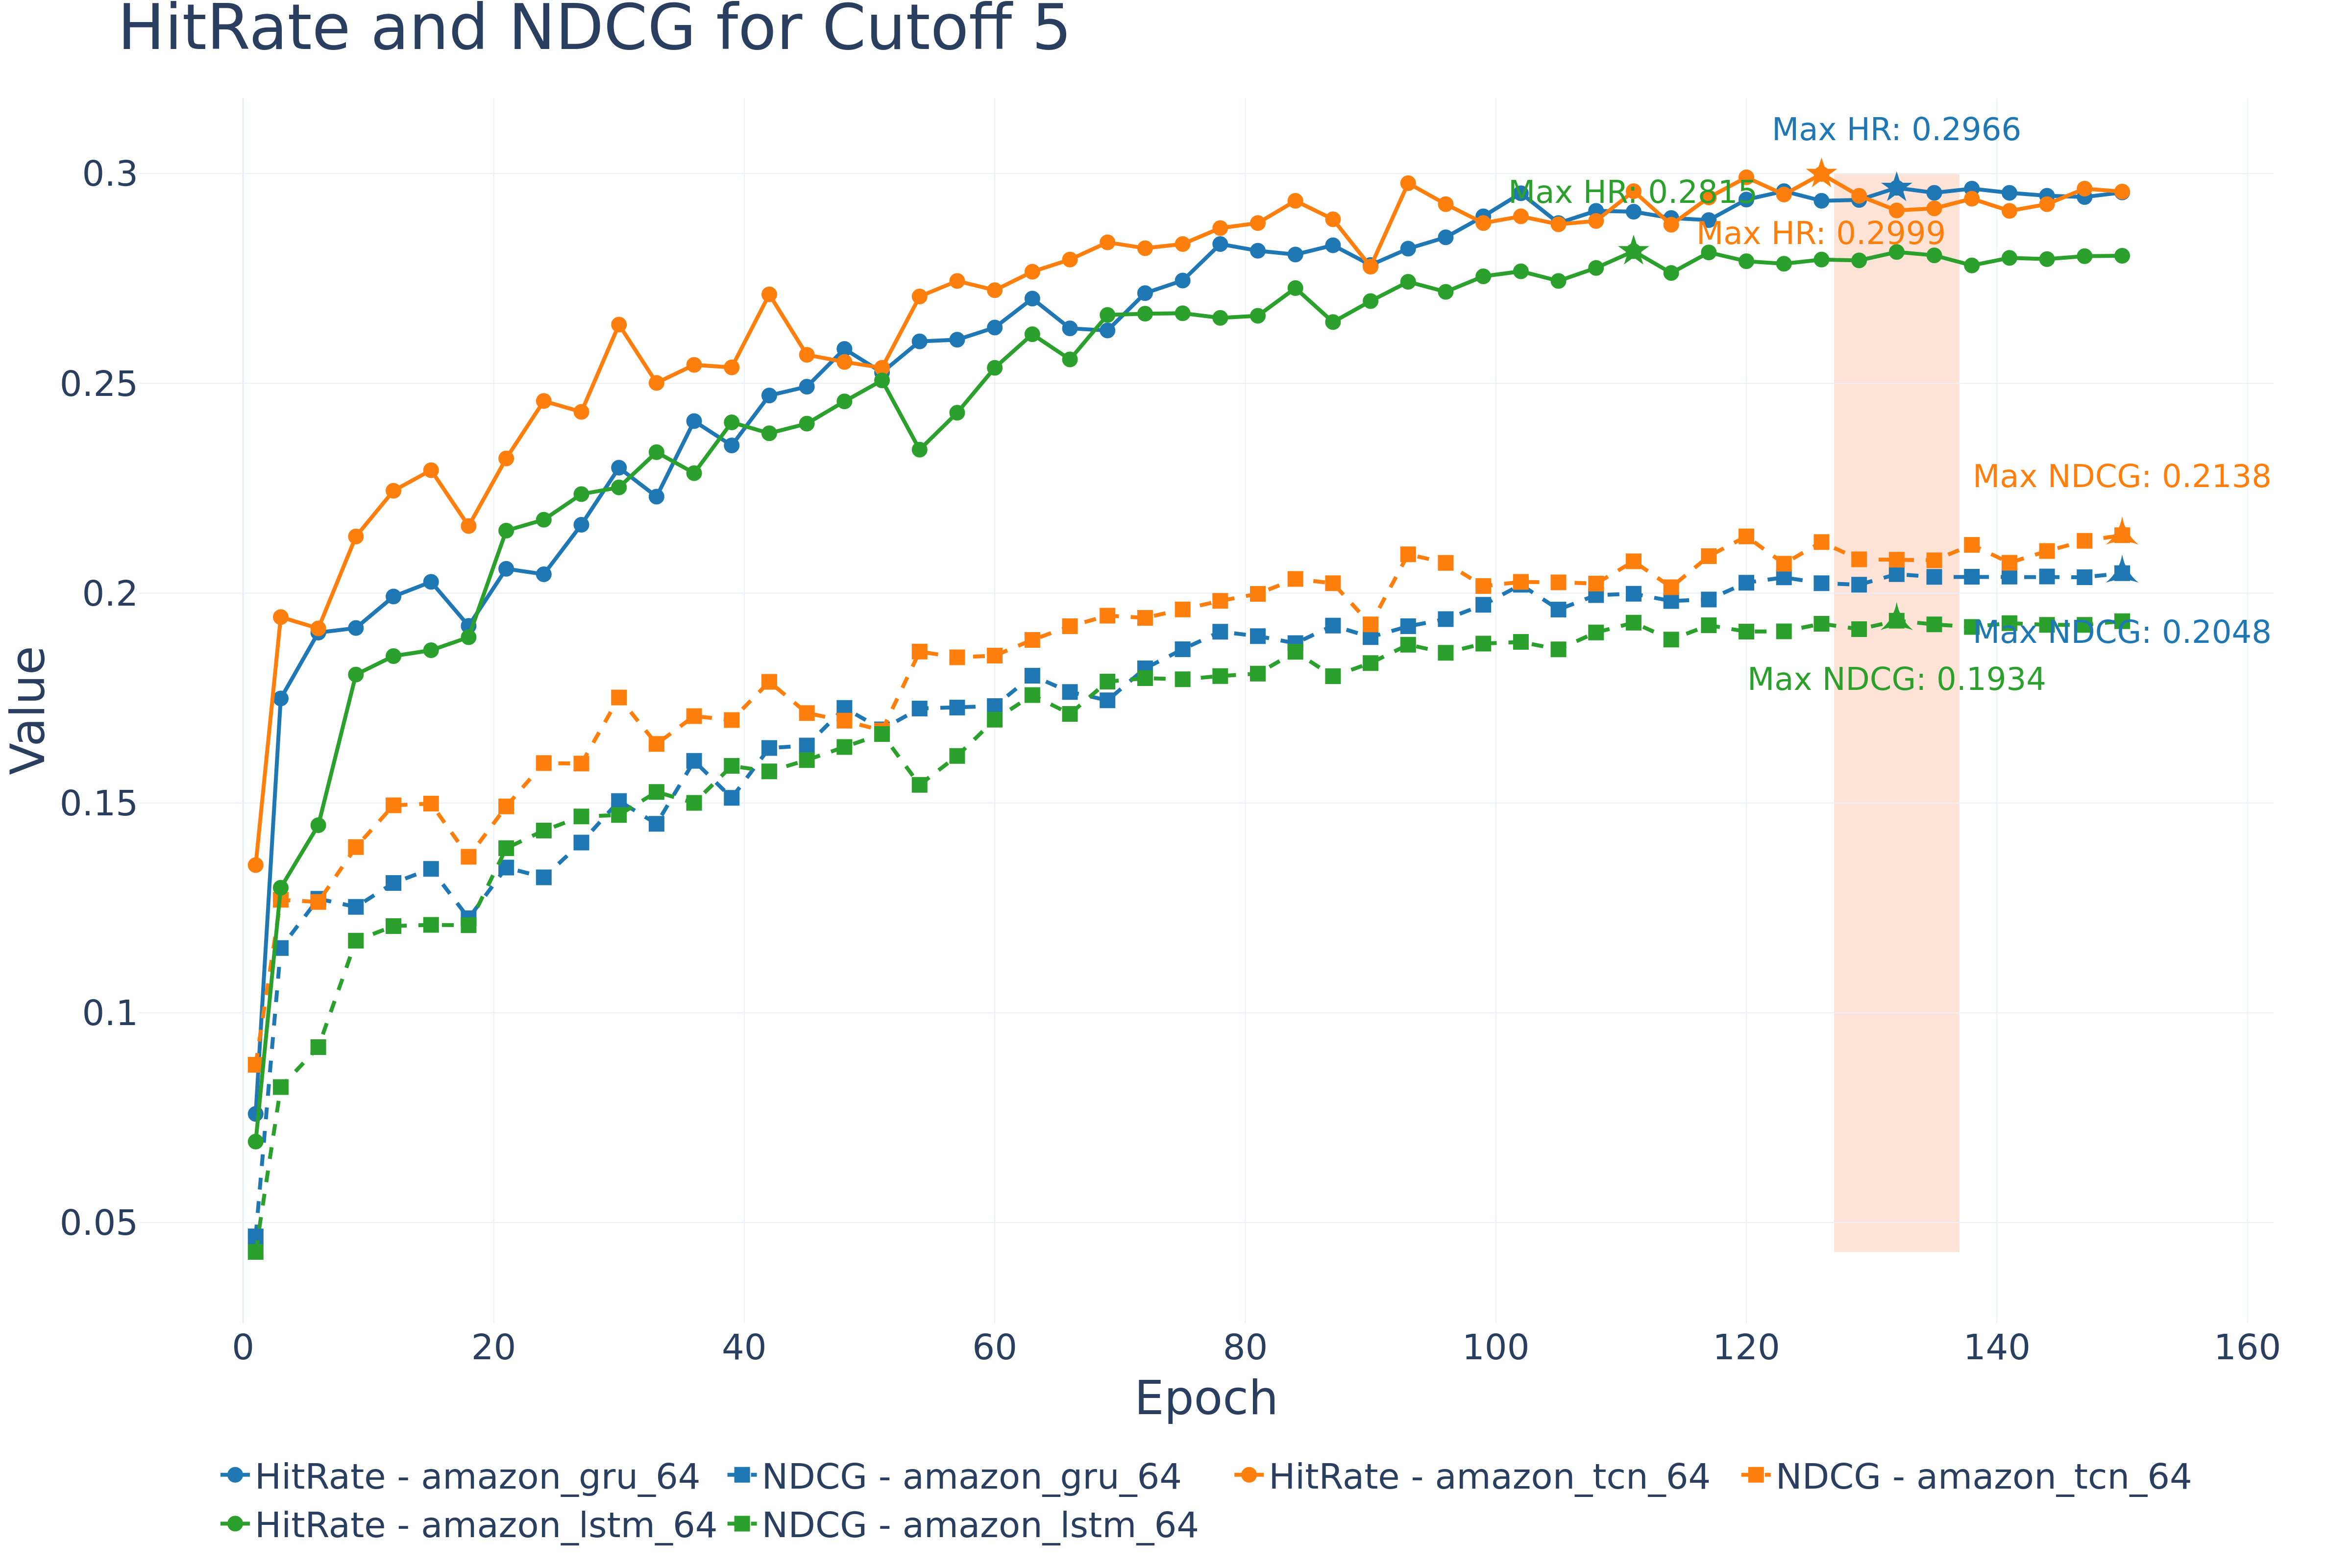 HitRate and NDCG for Cutoff 5
Max HR: 0.2966
Max HR: 0.2815
Max HR: 0.2999
Max NDCG: 0.2138
Max NDCG: 0.2048
Max NDCG: 0.1934
Value
0.3
0.25
0.2
0.15
0.1
0.05
0 20 40 60 80 100 120 140 160
Epoch
HitRate - amazon_gru_64 NDCG - amazon_gru_64 HitRate - amazon_tcn_64 NDCG - amazon_tcn_64
HitRate - amazon_lstm_64 NDCG - amazon_lstm_64